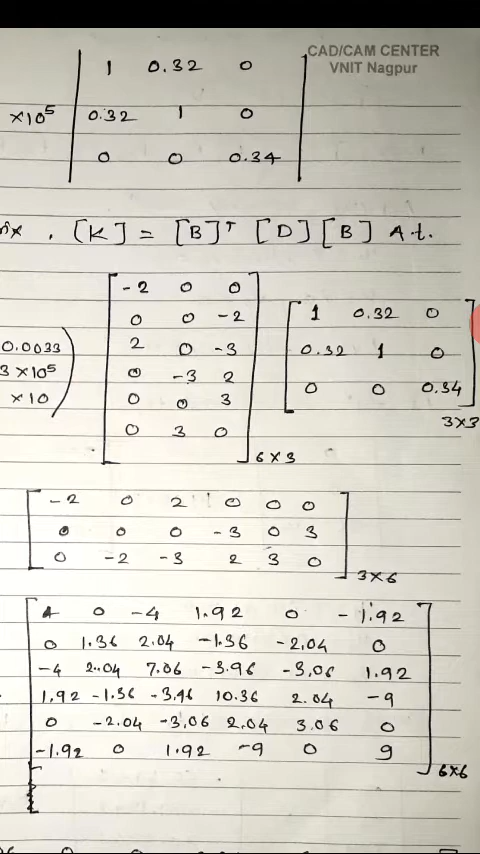 CAD/CAM CENTER
VNIT Nagpur
1 0.32 0
×10⁵ 0.32 1 0
0 0 0.34
, [K] = [B]ᵀ [D] [B] A t.
0.0033
3 × 10⁵
× 10
-2 0 0
0 0 -2
2 0 -3
0 -3 2
0 0 3
0 3 0
6 × 3
1 0.32 0
0.32 1 0
0 0 0.34
3×3
-2 0 2 0 0 0
0 0 0 -3 0 3
0 -2 -3 2 3 0
3×6
4 0 -4 1.92 0 -1.92
0 1.36 2.04 -1.36 -2.04 0
-4 2.04 7.06 -3.96 -3.06 1.92
1.92 -1.36 -3.96 10.36 2.04 -9
0 -2.04 -3.06 2.04 3.06 0
-1.92 0 1.92 -9 0 9
6×6